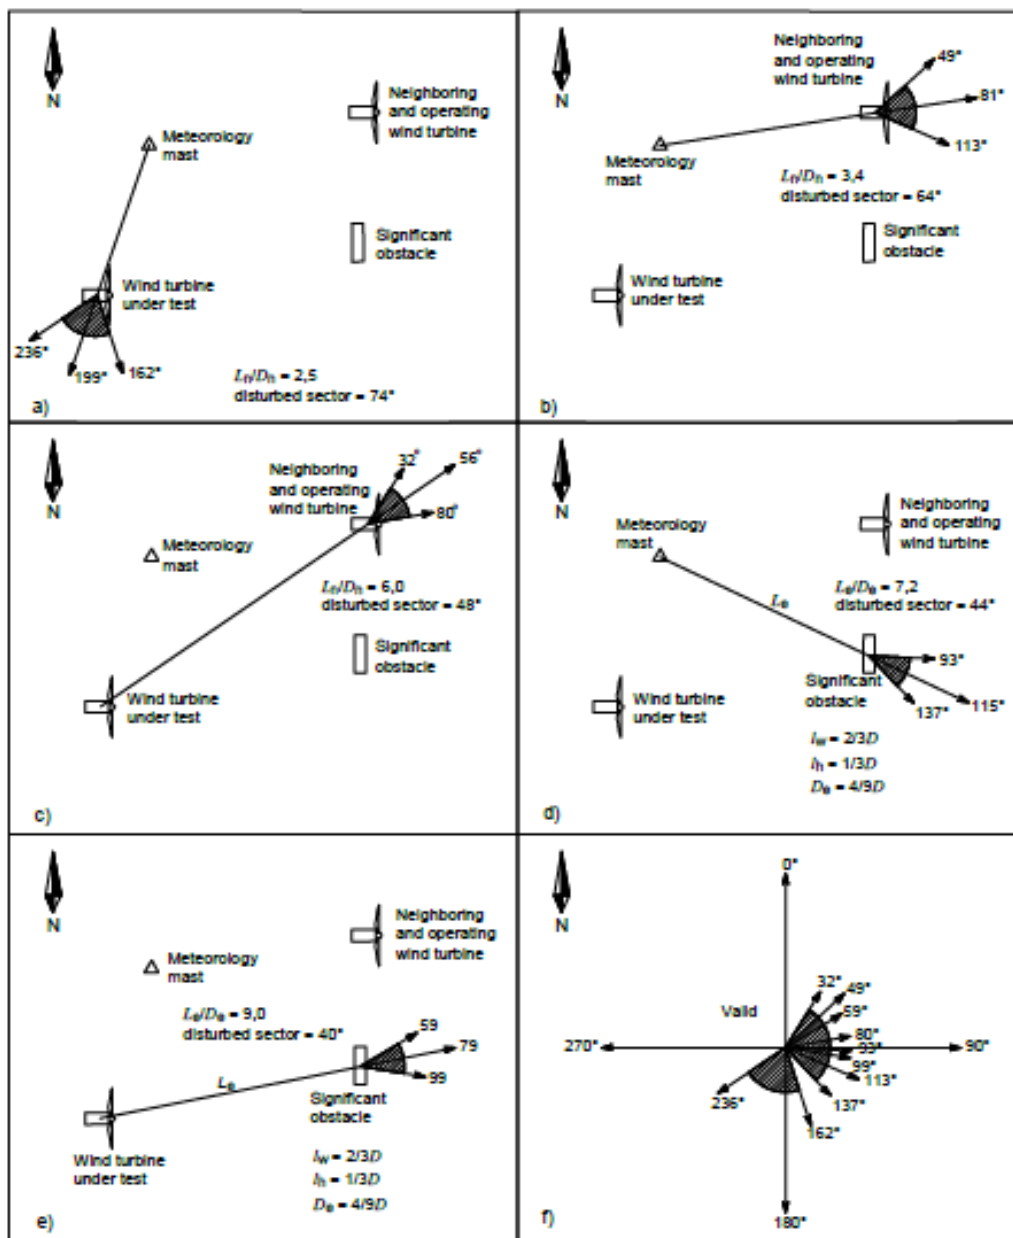 N
Meteorology
mast
Neighboring
and operating
wind turbine
Significant
obstacle
Wind turbine
under test
236°
199°
162°
Lₙ/Dₙ = 2,5
disturbed sector = 74°
a)
N
Neighboring
and operating
wind turbine
49°
81°
113°
Meteorology
mast
Lₙ/Dₙ = 3,4
disturbed sector = 64°
Significant
obstacle
Wind turbine
under test
b)
N
Neighboring
and operating
wind turbine
32°
56°
80°
Meteorology
mast
Lₙ/Dₙ = 6,0
disturbed sector = 48°
Significant
obstacle
Wind turbine
under test
c)
N
Meteorology
mast
Neighboring
and operating
wind turbine
Lₑ/Dₑ = 7,2
disturbed sector = 44°
Lₑ
93°
Significant
obstacle
137°
115°
Wind turbine
under test
l_w = 2/3D
l_h = 1/3D
Dₑ = 4/9D
d)
N
Neighboring
and operating
wind turbine
Meteorology
mast
Lₑ/Dₑ = 9,0
disturbed sector = 40°
59
79
99
Lₑ
Significant
obstacle
Wind turbine
under test
l_w = 2/3D
l_h = 1/3D
Dₑ = 4/9D
e)
N
0°
Valid
32°
49°
59°
80°
270°
93°
90°
99°
113°
236°
137°
162°
180°
f)